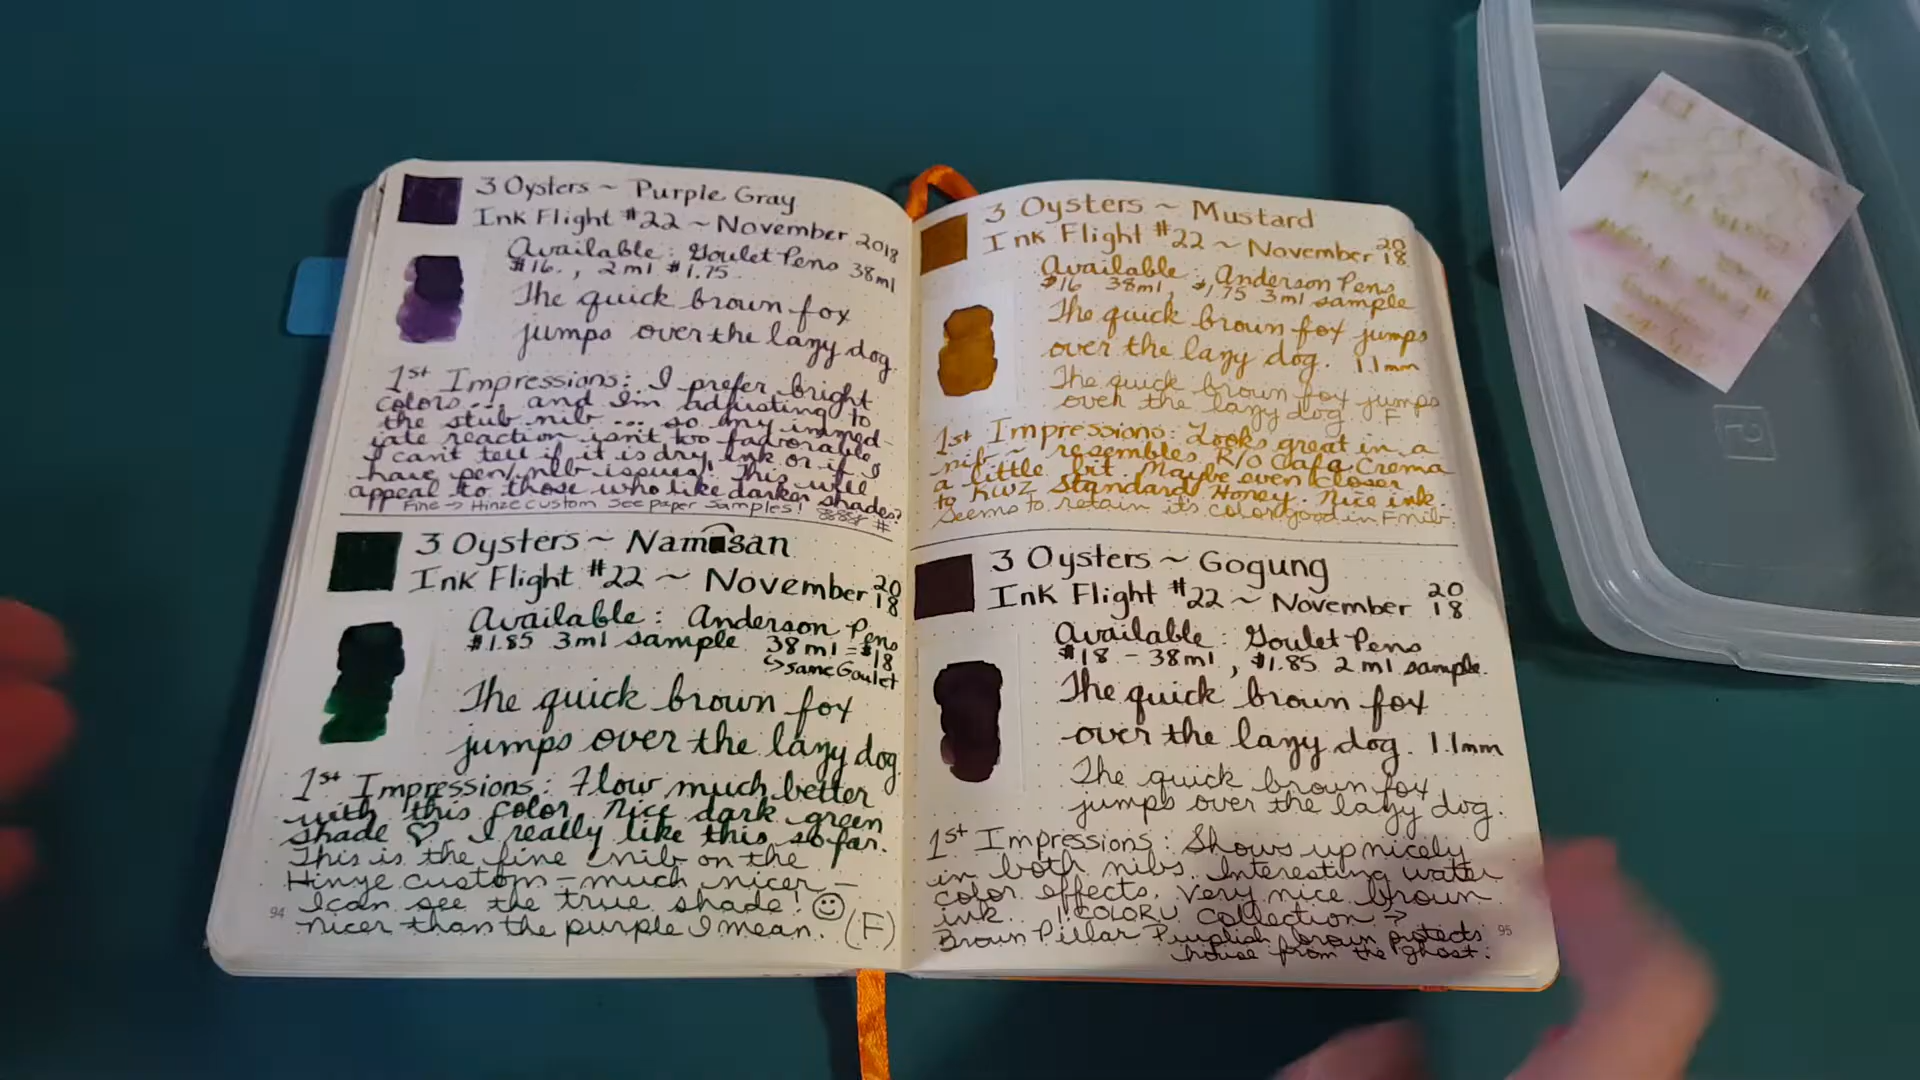 3 Oysters ~ Purple Gray
Ink Flight #22 ~ November 2018
Available: Goulet Pens 38ml
$16., 2ml $1.75
The quick brown fox
jumps over the lazy dog.
1st Impressions: I prefer bright
colors... and I'm adjusting to
the stub nib ... so my immed-
iate reaction isn't too favorable,
I can't tell if it is dry ink or if I
have pen/nib issues. This will
appeal to those who like darker shades?
Fine → Hinze custom See paper samples!
3 Oysters ~ Namsan
Ink Flight #22 ~ November 2018
Available: Anderson Pens
$1.85 3ml sample 38ml = $18
↳ same Goulet
The quick brown fox
jumps over the lazy dog.
1st Impressions: Flow much better
with this color. Nice dark green
shade ♡. I really like this so far.
This is the fine nib on the
Hinze custom - much nicer -
I can see the true shade! ☺
nicer than the purple I mean. (F)
94
3 Oysters ~ Mustard
Ink Flight #22 ~ November 2018
Available: Anderson Pens
$16 38ml, $1.75 3ml sample
The quick brown fox jumps
over the lazy dog. 1.1mm
The quick brown fox jumps
over the lazy dog F
1st Impressions: Looks great in a
nib ~ resembles R/O Cafe Crema
a little bit. Maybe even closer
to KWZ Standard Honey. Nice ink.
Seems to retain it's color good in F nib.
3 Oysters ~ Gogung
Ink Flight #22 ~ November 2018
Available: Goulet Pens
$18 - 38ml, $1.85 2ml sample.
The quick brown fox
over the lazy dog. 1.1mm
The quick brown fox
jumps over the lazy dog.
1st Impressions: Shows up nicely
in both nibs. Interesting water
color effects. Very nice brown
ink. I COLOR U Collection →
Brown Pillar Purplish brown protects
house from the ghost.
95